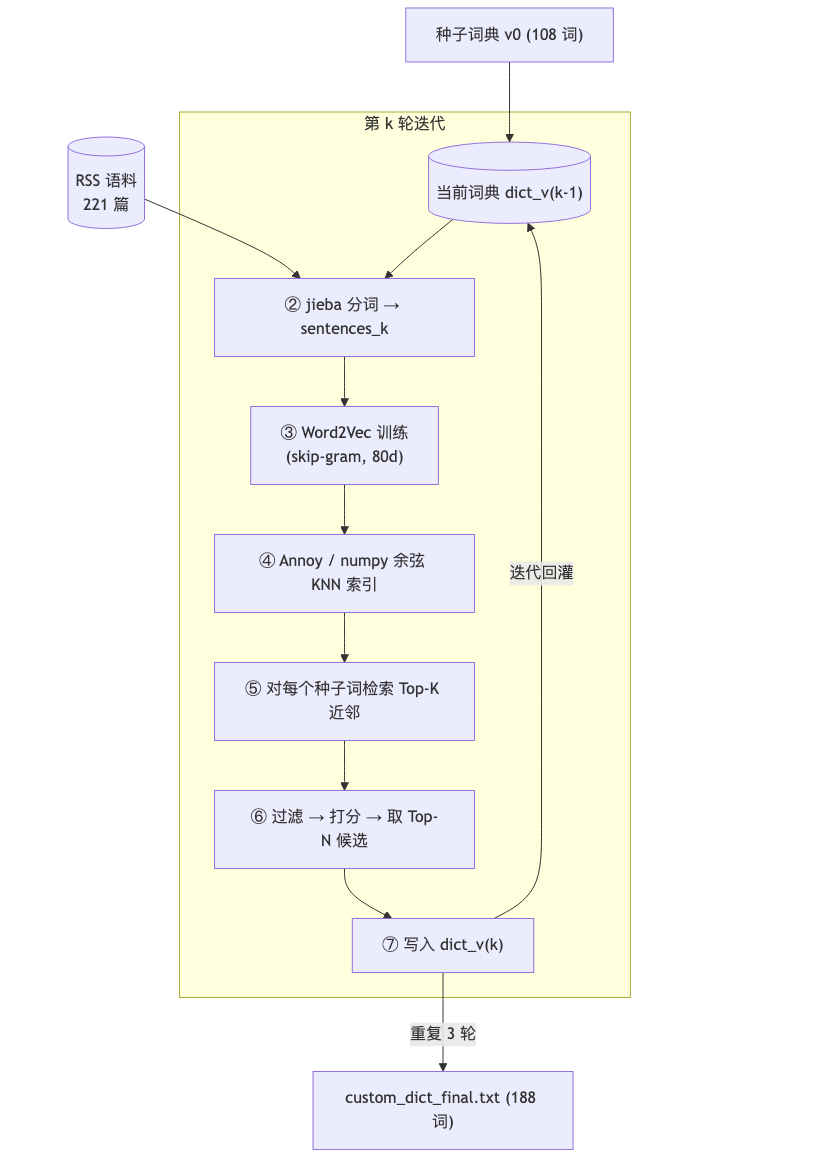 种子词典 v0 (108 词)
第 k 轮迭代
RSS 语料
221 篇
当前词典 dict_v(k-1)
② jieba 分词 →
sentences_k
③ Word2Vec 训练
(skip-gram, 80d)
④ Annoy / numpy 余弦
KNN 索引
迭代回灌
⑤ 对每个种子词检索 Top-K
近邻
⑥ 过滤 → 打分 → 取 Top-
N 候选
⑦ 写入 dict_v(k)
重复 3 轮
custom_dict_final.txt (188
词)